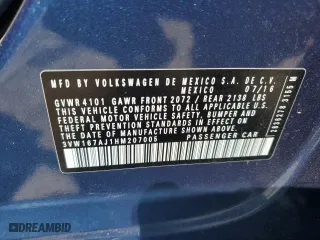 MFD BY VOLKSWAGEN DE MEXICO S.A. DE C.V.
MEXICO 07/16
GVWR 4101 GAWR FRONT 2072 / REAR 2138 LBS
THIS VEHICLE CONFORMS TO ALL APPLICABLE
FEDERAL MOTOR VEHICLE SAFETY, BUMPER AND
THEFT PREVENTION STANDARDS IN EFFECT
ON THE DATE OF MANUFACTURE SHOWN ABOVE
3VW167AJ1HM207005 PASSENGER CAR
DREAMBID